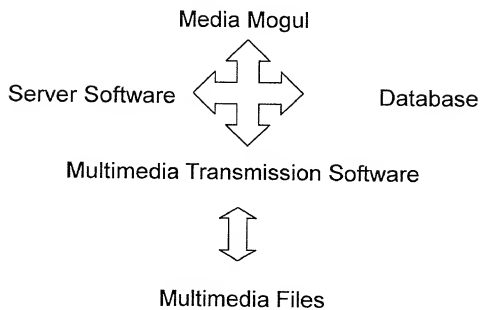 Media Mogul
Server Software
Database
Multimedia Transmission Software
Multimedia Files